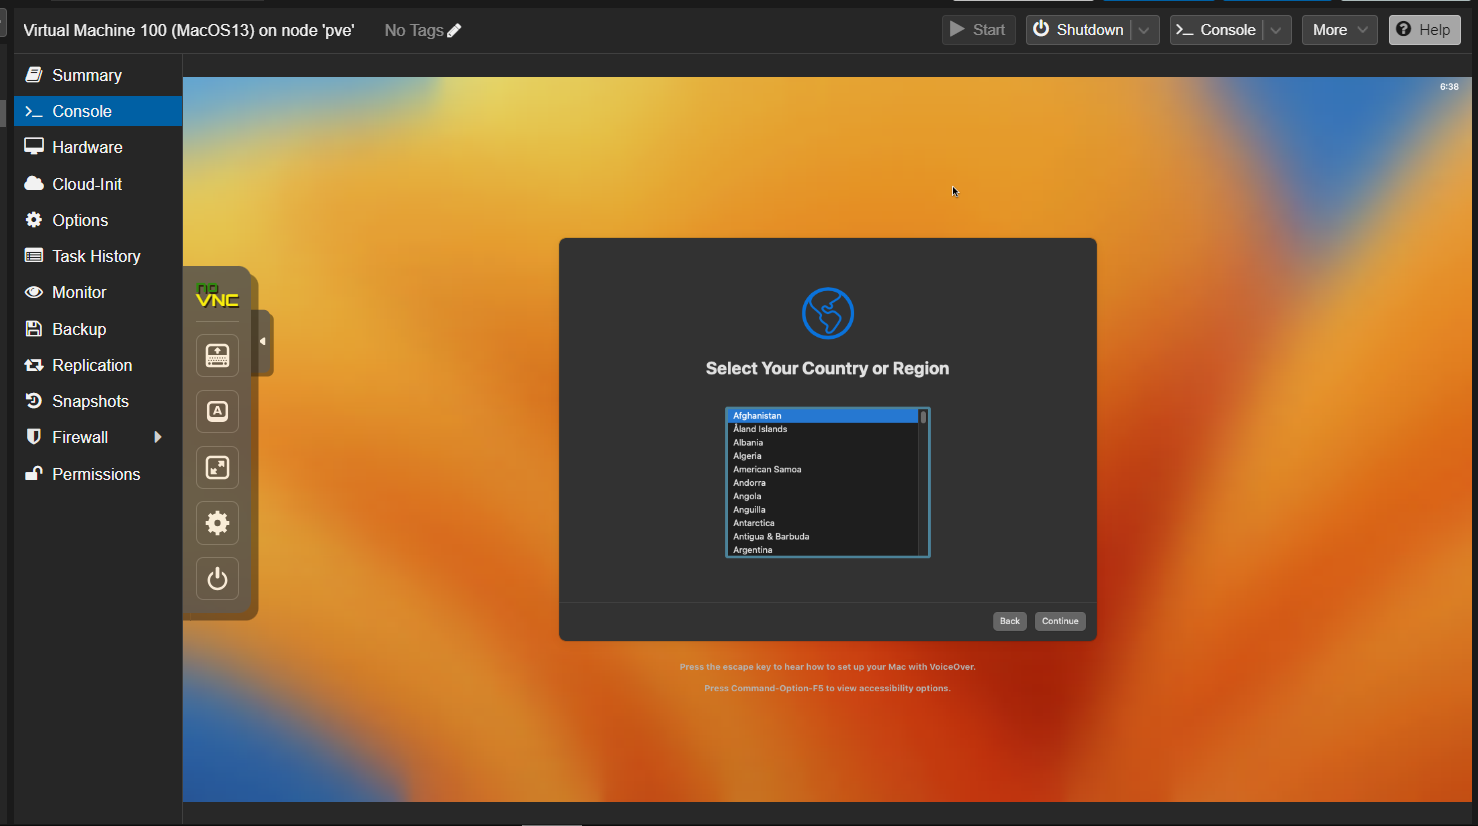 Virtual Machine 100 (MacOS13) on node 'pve'
No Tags
Start
Shutdown
Console
More
Help
Summary
Console
Hardware
Cloud-Init
Options
Task History
Monitor
Backup
Replication
Snapshots
Firewall
Permissions
6:38
no
VNC
A
Select Your Country or Region
Afghanistan
Åland Islands
Albania
Algeria
American Samoa
Andorra
Angola
Anguilla
Antarctica
Antigua & Barbuda
Argentina
Back
Continue
Press the escape key to hear how to set up your Mac with VoiceOver.
Press Command-Option-F5 to view accessibility options.